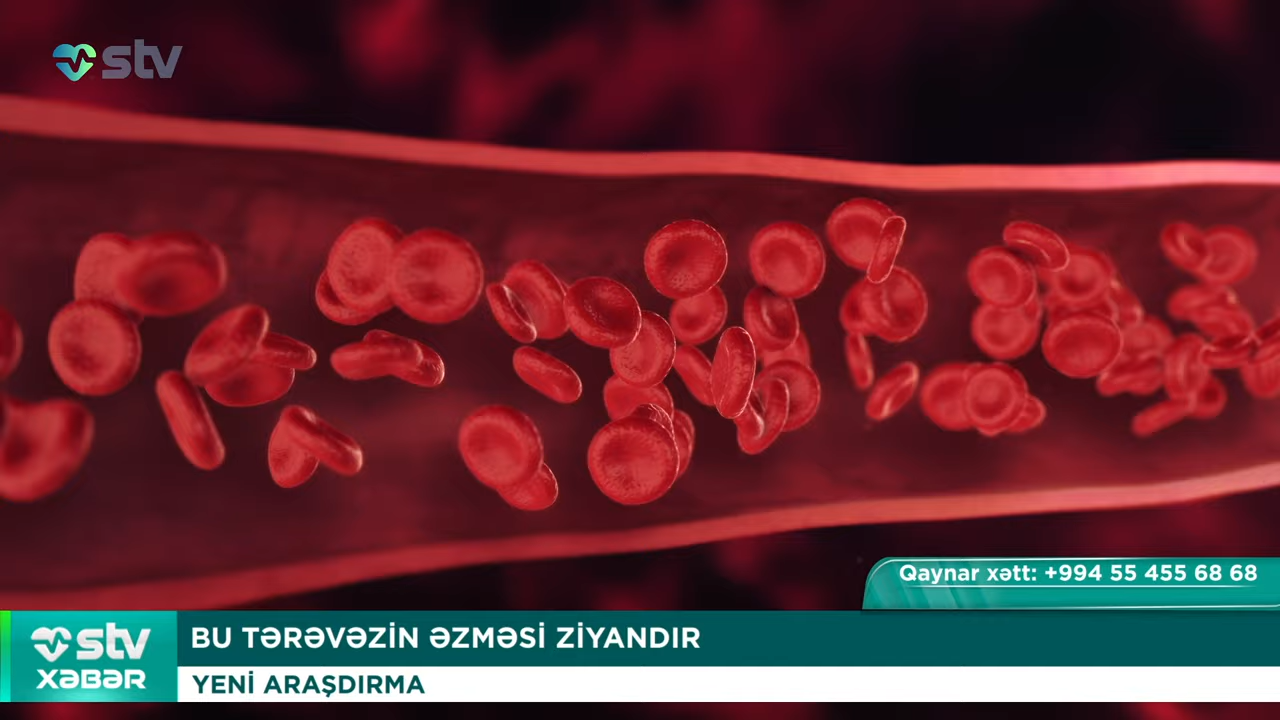 stv
Qaynar xətt: +994 55 455 68 68
stv
XƏBƏR
BU TƏRƏVƏZİN ƏZMƏSİ ZİYANDIR
YENİ ARAŞDIRMA